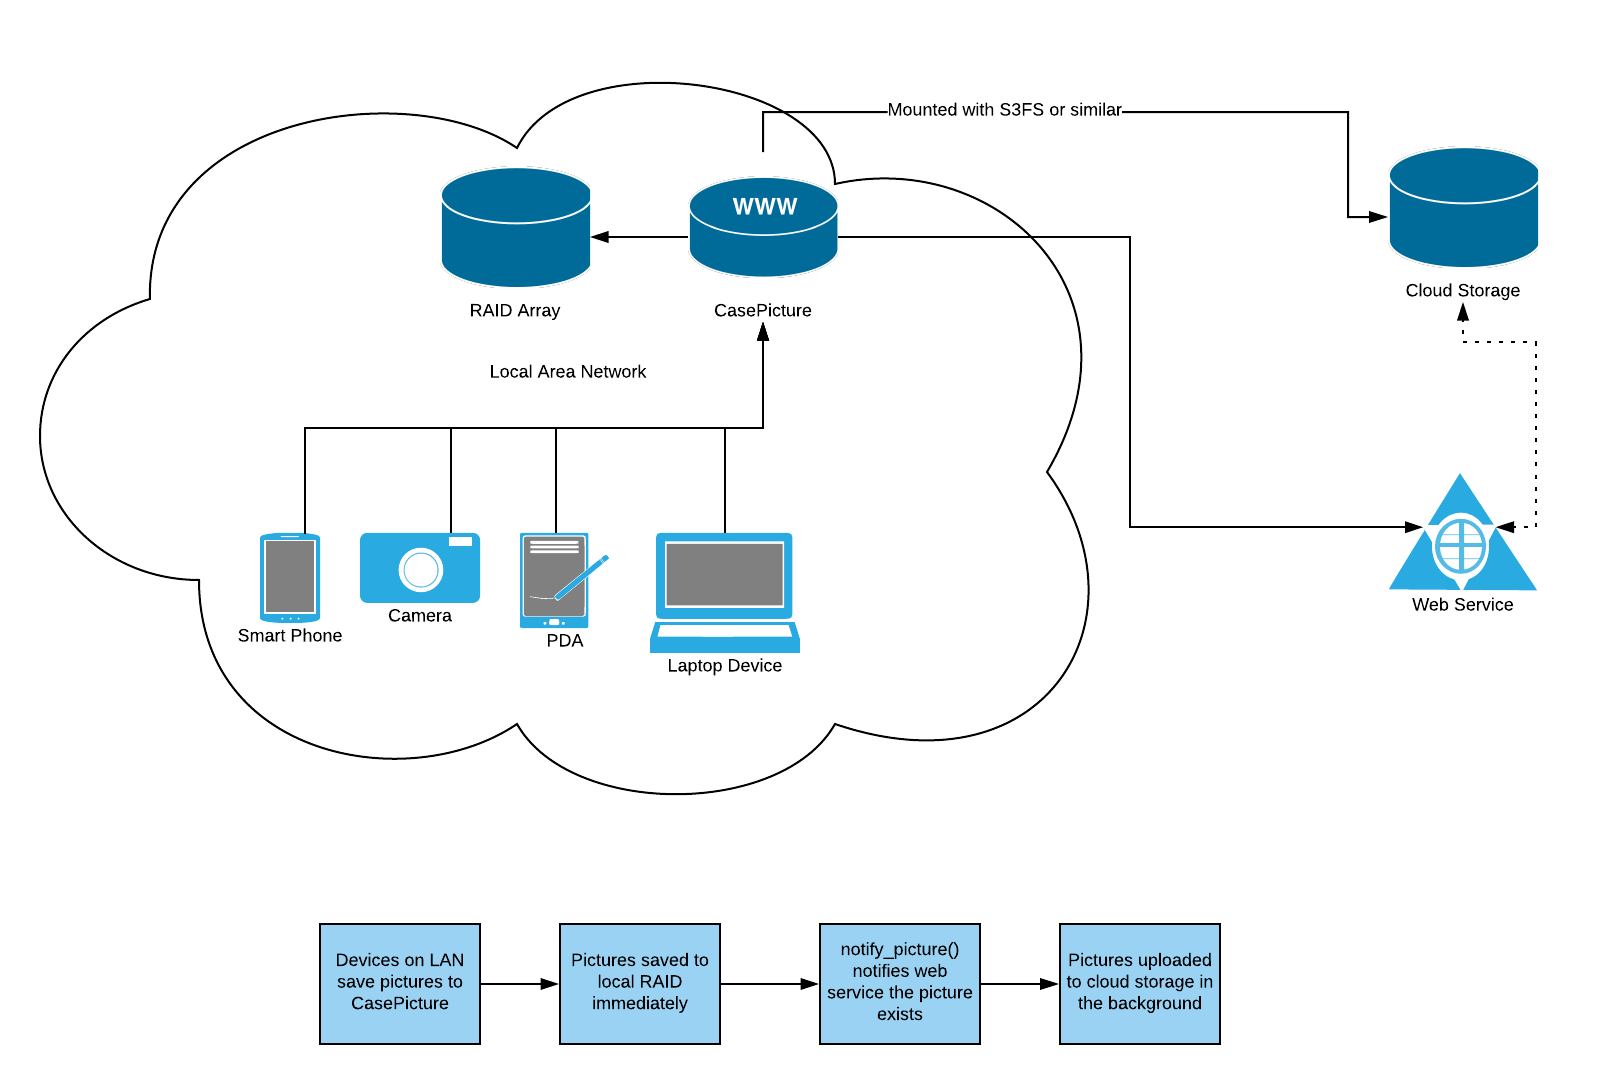 Mounted with S3FS or similar
WWW
RAID Array
CasePicture
Cloud Storage
Local Area Network
Smart Phone
Camera
PDA
Laptop Device
Web Service
Devices on LAN
save pictures to
CasePicture
Pictures saved to
local RAID
immediately
notify_picture()
notifies web
service the picture
exists
Pictures uploaded
to cloud storage in
the background